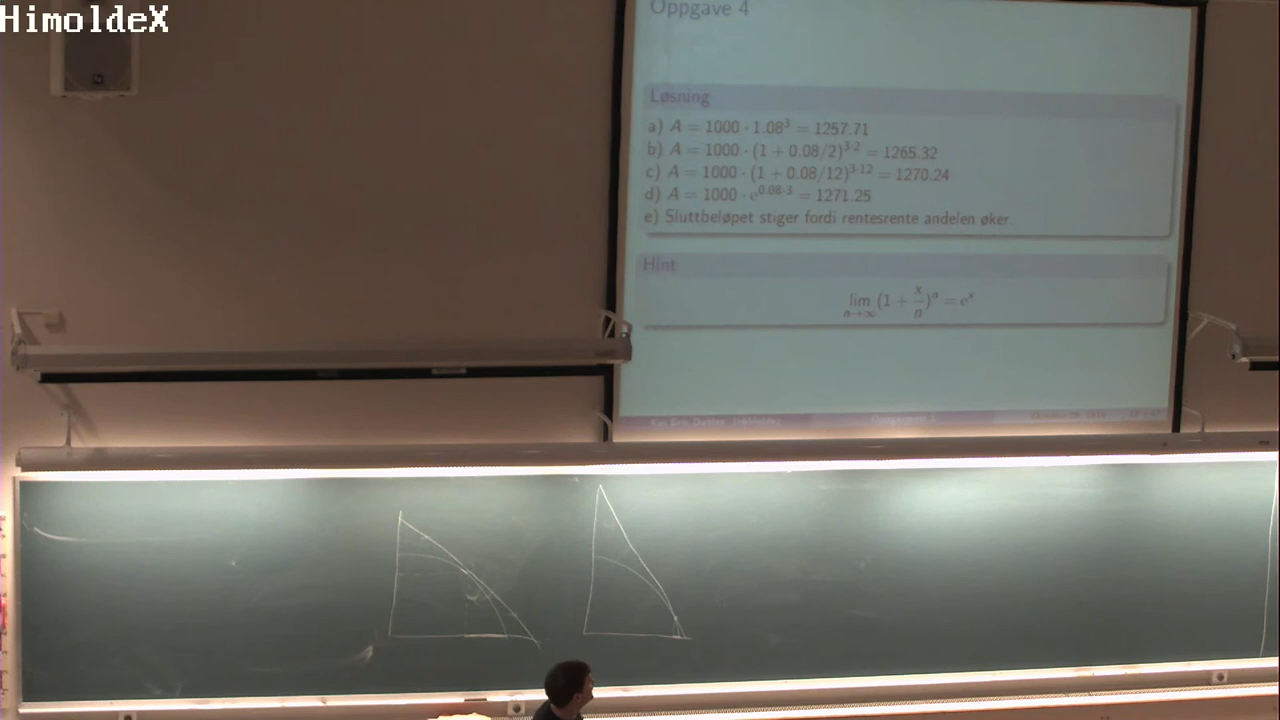 HimoldeX
Oppgave 4
Løsning
a) A = 1000 · 1.08³ = 1257.71
b) A = 1000 · (1 + 0.08/2)³·² = 1265.32
c) A = 1000 · (1 + 0.08/12)³·¹² = 1270.24
d) A = 1000 · e^0.08·3 = 1271.25
e) Sluttbeløpet stiger fordi rentesrente andelen øker.
Hint
lim n→∞ (1 + x/n)ⁿ = eˣ